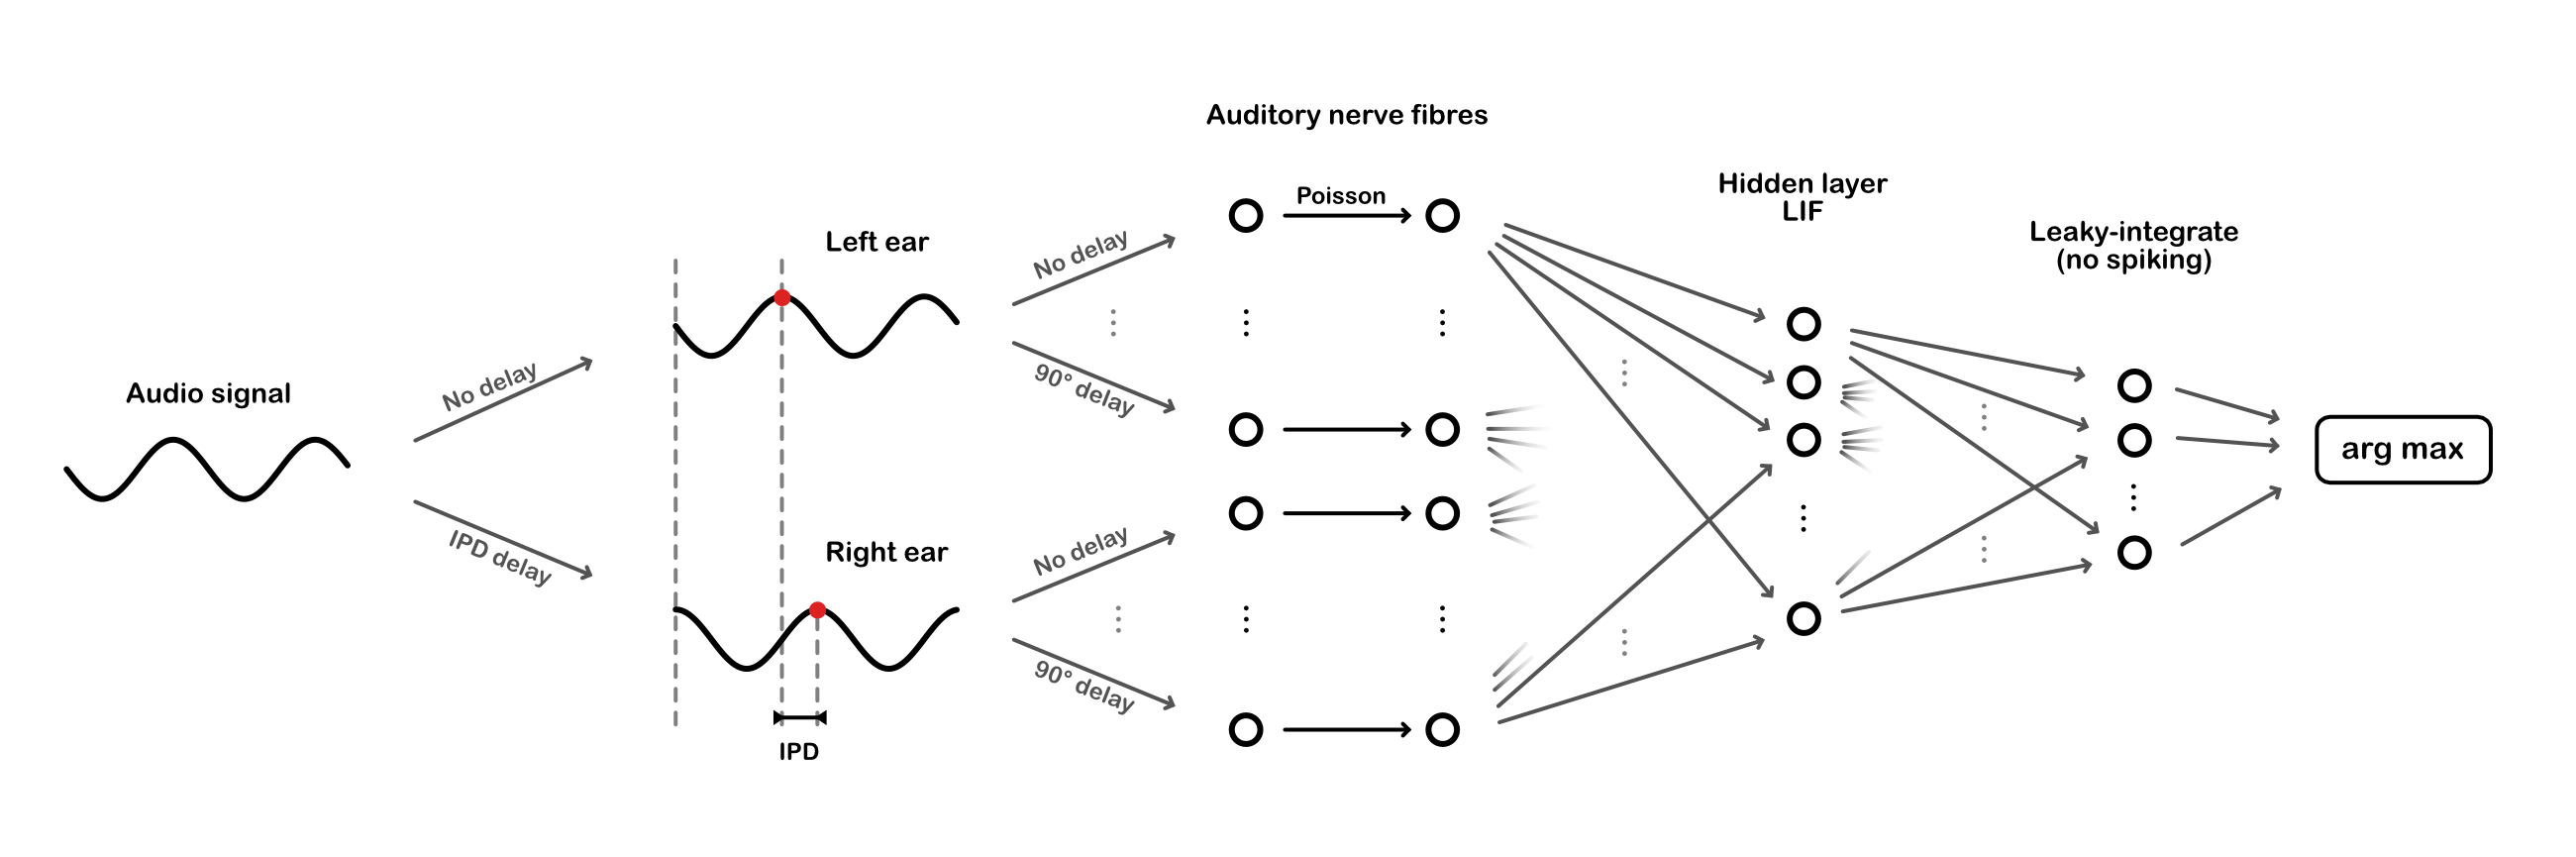 Audio signal
No delay
IPD delay
Left ear
Right ear
IPD
No delay
90° delay
No delay
90° delay
Auditory nerve fibres
Poisson
Hidden layer
LIF
Leaky-integrate
(no spiking)
arg max